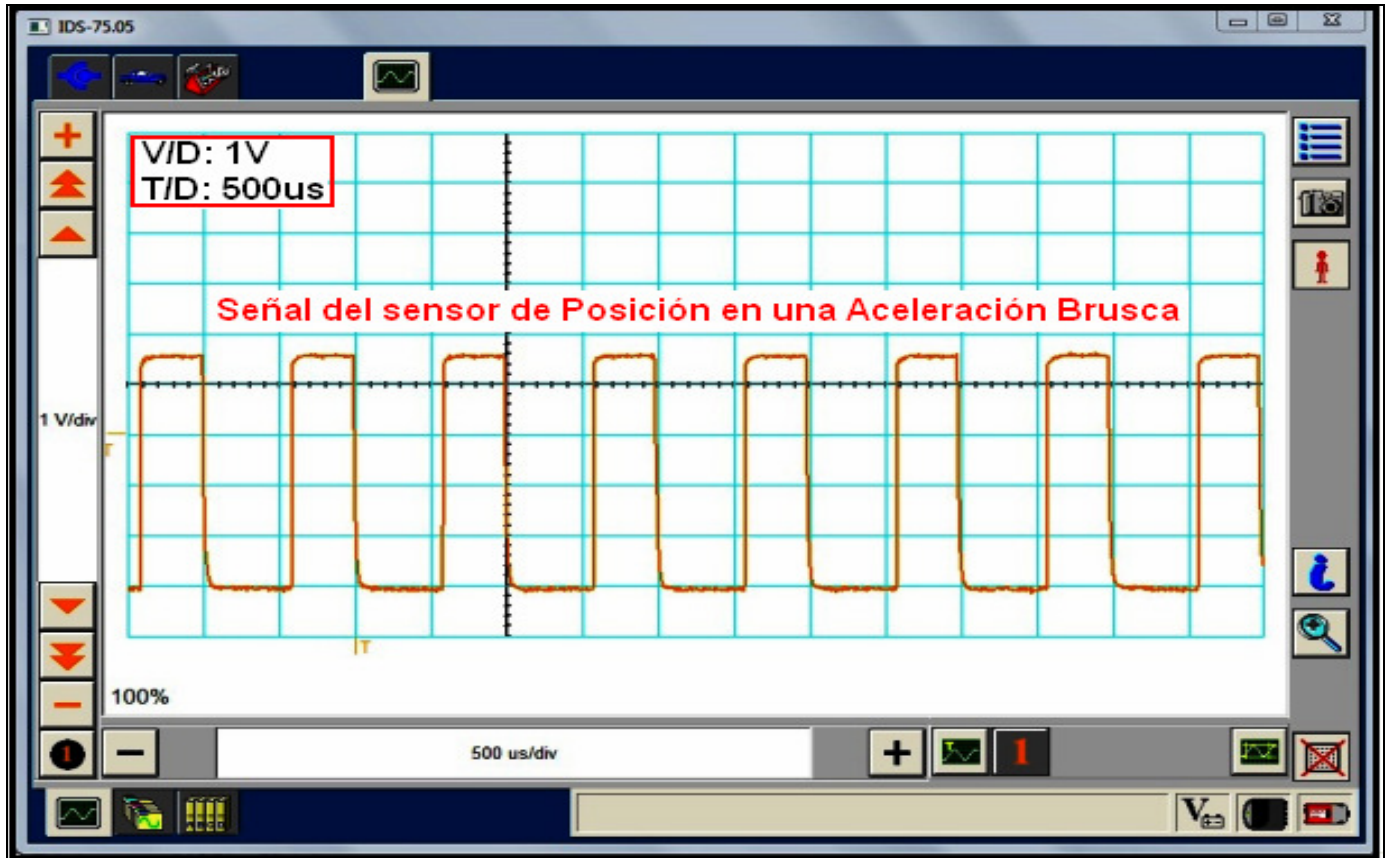 IDS-75.05
V/D: 1V
T/D: 500us
Señal del sensor de Posición en una Aceleración Brusca
1 V/div
T
T
100%
1
500 us/div
1
V